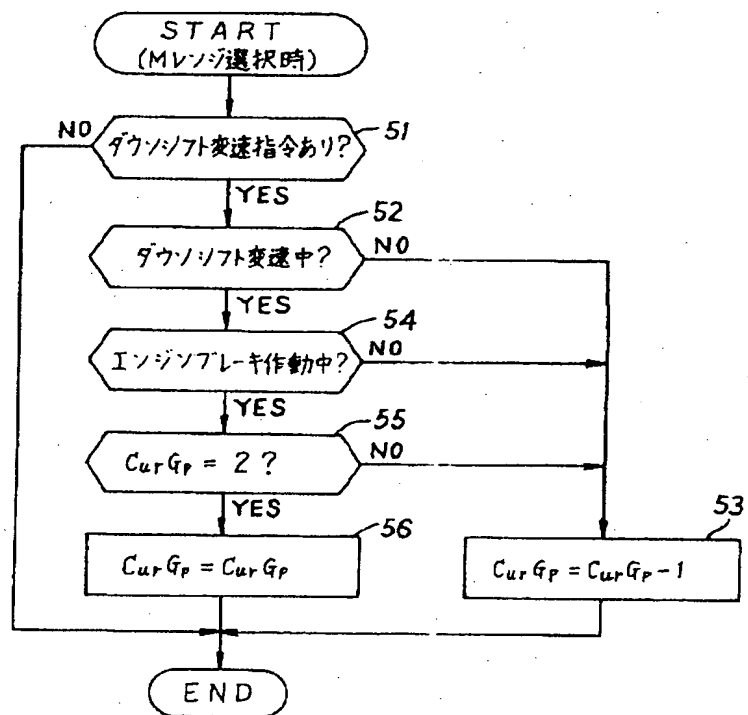 START
(Mレンジ選択時)
NO
ダウンシフト変速指令あり?
51
YES
52
ダウンシフト変速中?
NO
YES
54
エンジンブレーキ作動中?
NO
YES
55
CurGP = 2 ?
NO
YES
56
CurGP = CurGP
53
CurGP = CurGP - 1
END